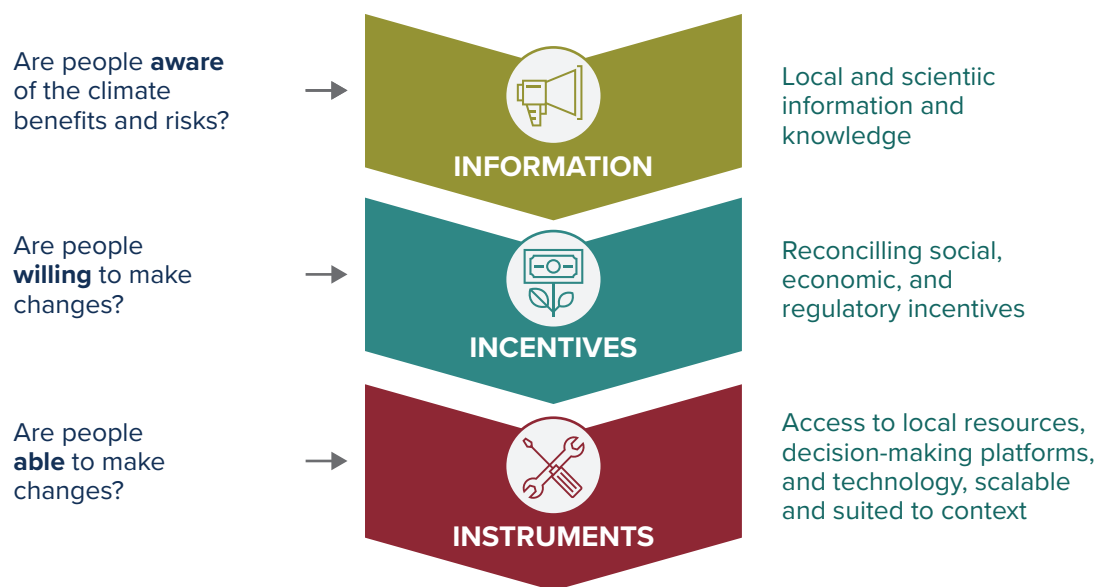 Are people aware
of the climate
benefits and risks?
INFORMATION
Local and scientiic
information and
knowledge
Are people
willing to make
changes?
INCENTIVES
Reconcilling social,
economic, and
regulatory incentives
Are people
able to make
changes?
INSTRUMENTS
Access to local resources,
decision-making platforms,
and technology, scalable
and suited to context